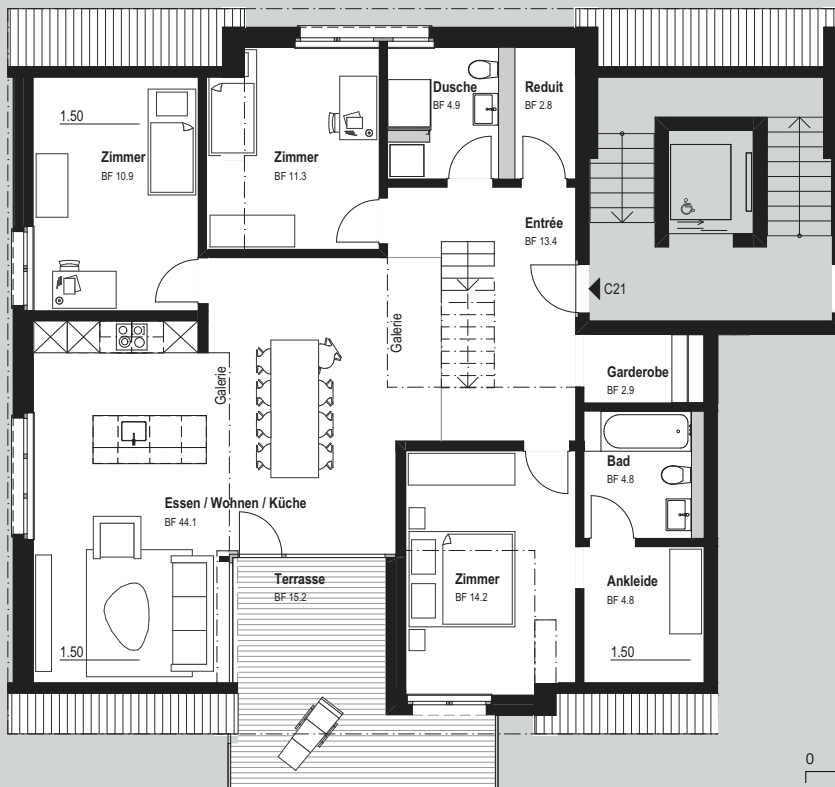 Dusche
BF 4.9
Reduit
BF 2.8
1.50
Zimmer
BF 10.9
Zimmer
BF 11.3
Entrée
BF 13.4
C21
Galerie
Galerie
Garderobe
BF 2.9
Bad
BF 4.8
Essen / Wohnen / Küche
BF 44.1
Terrasse
BF 15.2
Zimmer
BF 14.2
Ankleide
BF 4.8
1.50
1.50
0